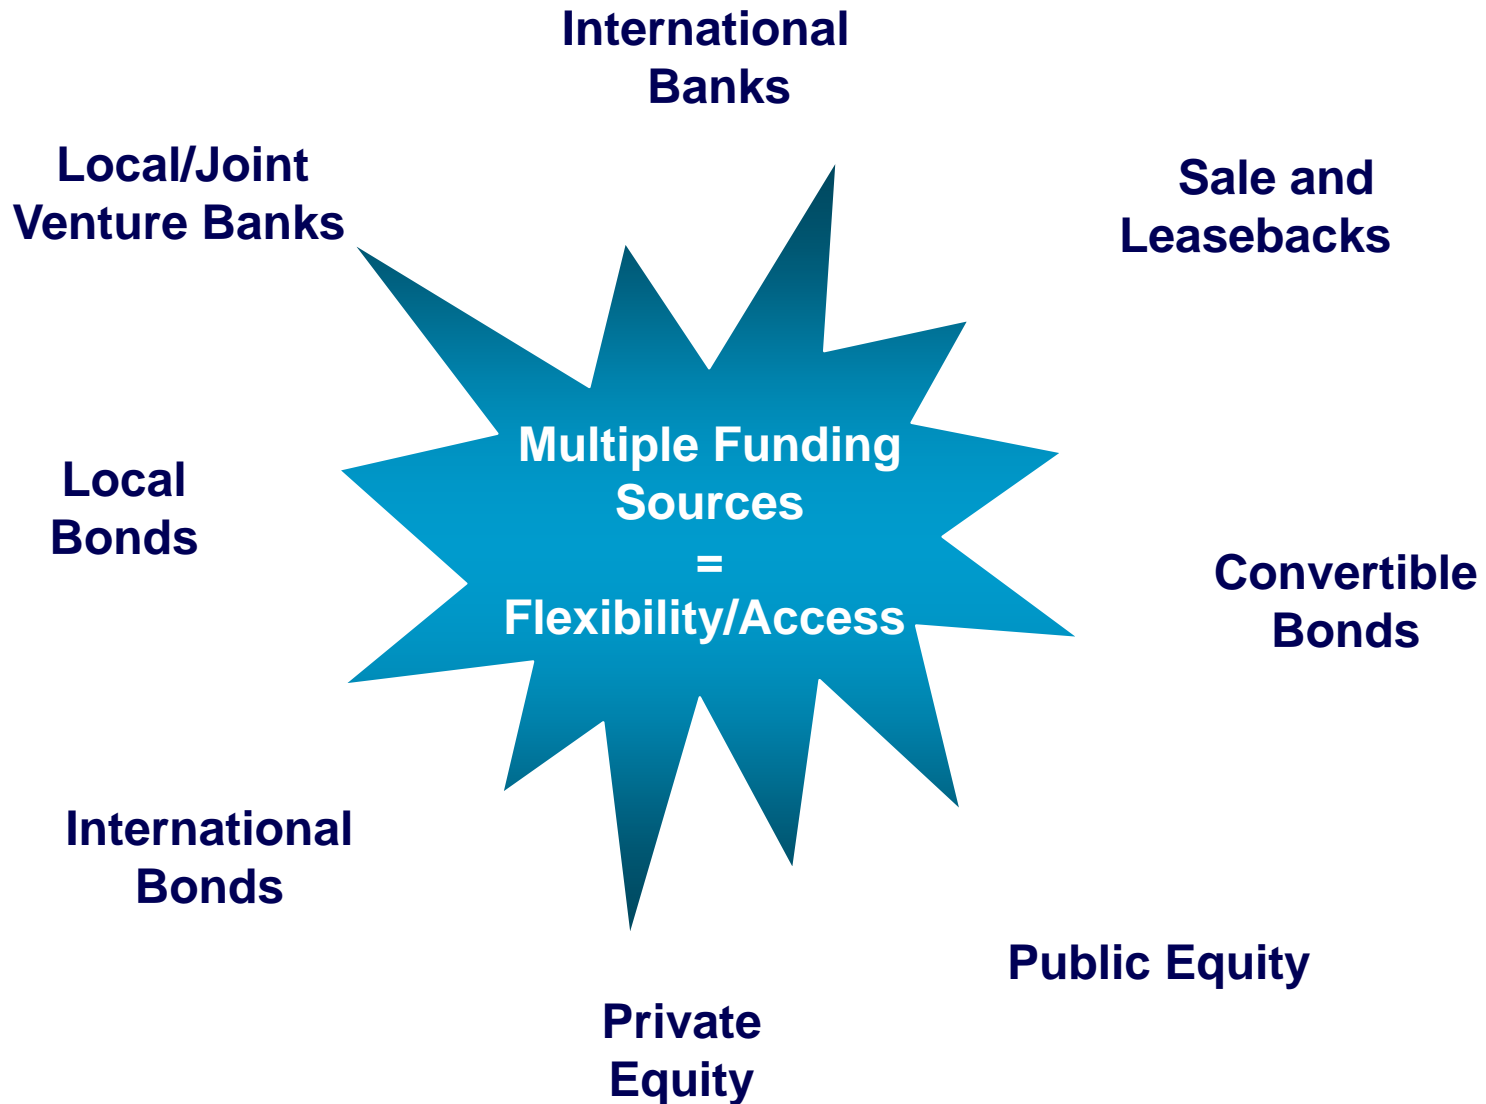 International
Banks
Local/Joint
Venture Banks
Sale and
Leasebacks
Multiple Funding
Sources
=
Flexibility/Access
Local
Bonds
Convertible
Bonds
International
Bonds
Public Equity
Private
Equity